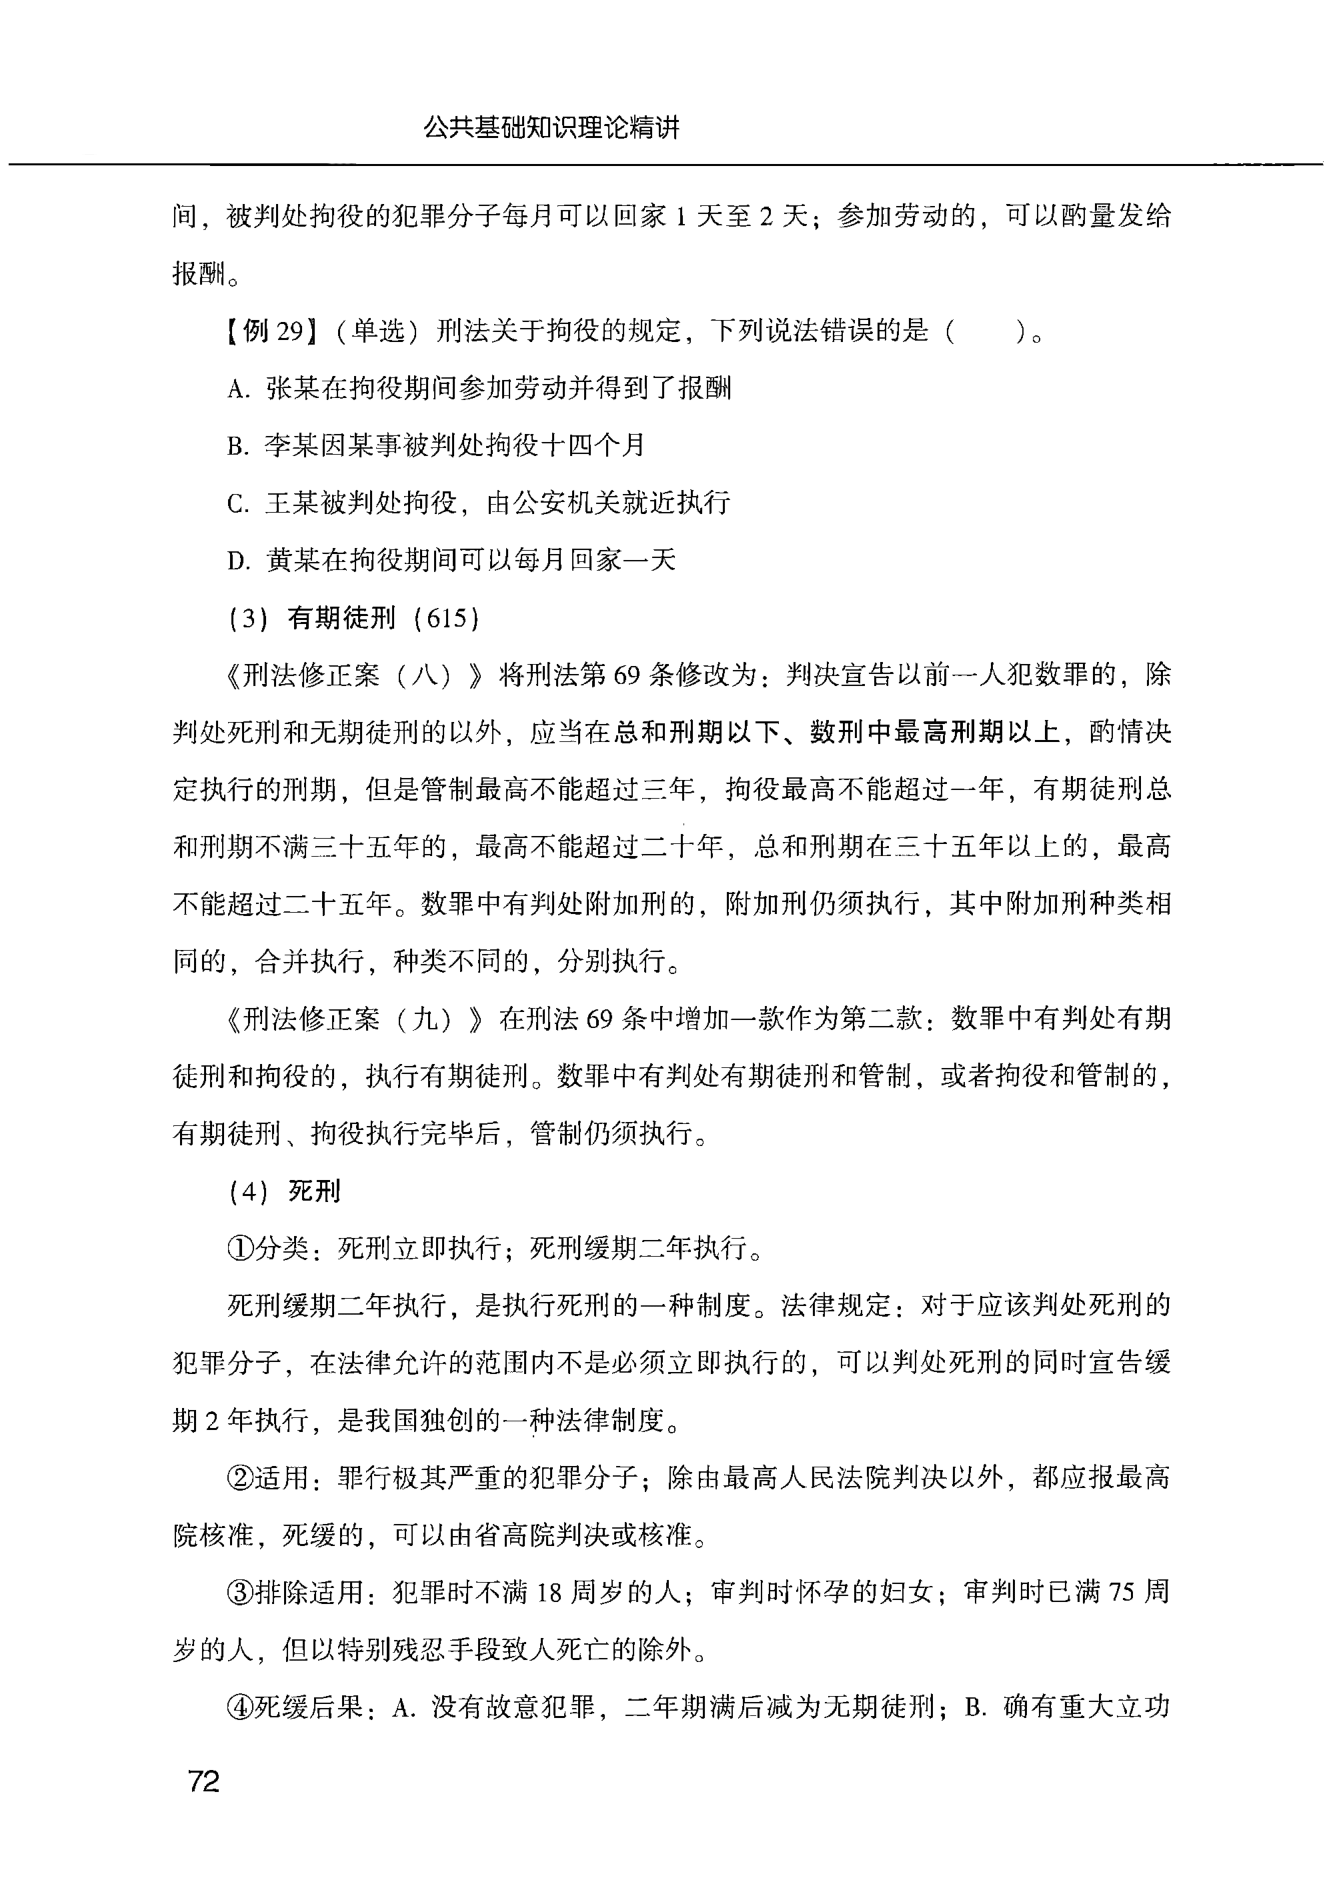 公共基础知识理论精讲
间，被判处拘役的犯罪分子每月可以回家 1 天至 2 天；参加劳动的，可以酌量发给
报酬。
【例 29】（单选）刑法关于拘役的规定，下列说法错误的是（　　）。
A. 张某在拘役期间参加劳动并得到了报酬
B. 李某因某事被判处拘役十四个月
C. 王某被判处拘役，由公安机关就近执行
D. 黄某在拘役期间可以每月回家一天
（3）有期徒刑（615）
《刑法修正案（八）》将刑法第 69 条修改为：判决宣告以前一人犯数罪的，除
判处死刑和无期徒刑的以外，应当在总和刑期以下、数刑中最高刑期以上，酌情决
定执行的刑期，但是管制最高不能超过三年，拘役最高不能超过一年，有期徒刑总
和刑期不满三十五年的，最高不能超过二十年，总和刑期在三十五年以上的，最高
不能超过二十五年。数罪中有判处附加刑的，附加刑仍须执行，其中附加刑种类相
同的，合并执行，种类不同的，分别执行。
《刑法修正案（九）》在刑法 69 条中增加一款作为第二款：数罪中有判处有期
徒刑和拘役的，执行有期徒刑。数罪中有判处有期徒刑和管制，或者拘役和管制的，
有期徒刑、拘役执行完毕后，管制仍须执行。
（4）死刑
①分类：死刑立即执行；死刑缓期二年执行。
死刑缓期二年执行，是执行死刑的一种制度。法律规定：对于应该判处死刑的
犯罪分子，在法律允许的范围内不是必须立即执行的，可以判处死刑的同时宣告缓
期 2 年执行，是我国独创的一种法律制度。
②适用：罪行极其严重的犯罪分子；除由最高人民法院判决以外，都应报最高
院核准，死缓的，可以由省高院判决或核准。
③排除适用：犯罪时不满 18 周岁的人；审判时怀孕的妇女；审判时已满 75 周
岁的人，但以特别残忍手段致人死亡的除外。
④死缓后果：A. 没有故意犯罪，二年期满后减为无期徒刑；B. 确有重大立功
72